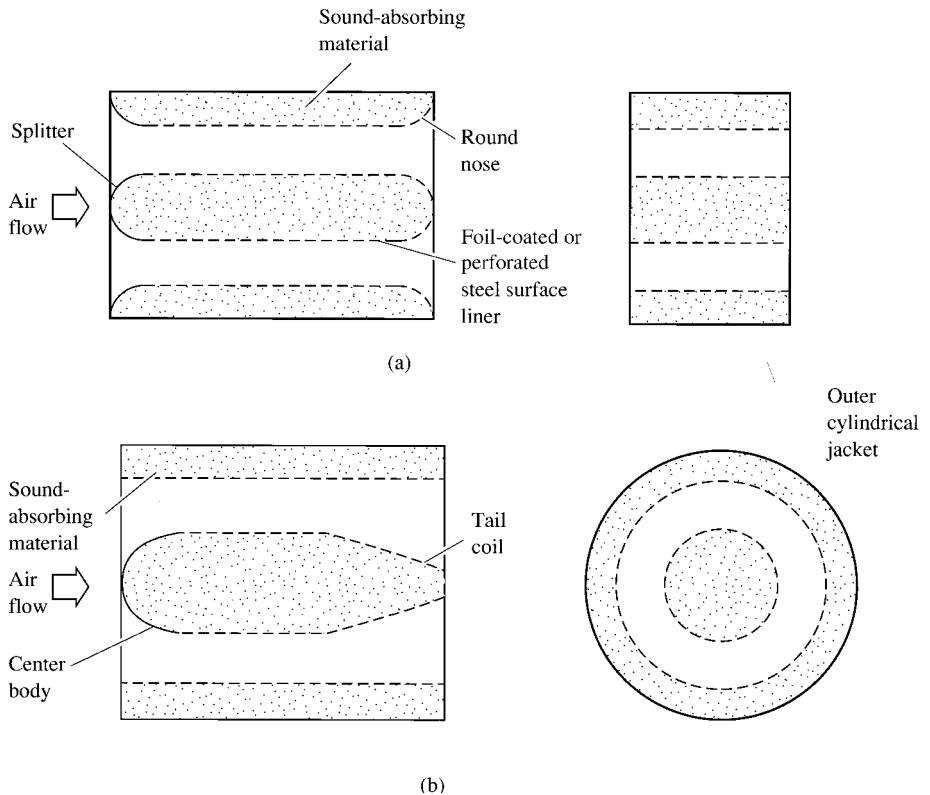 Sound-absorbing
material
Splitter
Round
nose
Air
flow
Foil-coated or
perforated
steel surface
liner
(a)
Outer
cylindrical
jacket
Sound-
absorbing
material
Tail
coil
Air
flow
Center
body
(b)